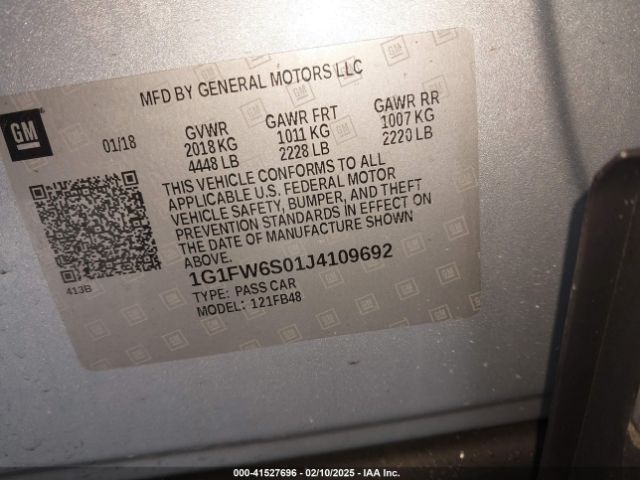 MFD BY GENERAL MOTORS LLC
GM
01/18
GVWR
2018 KG
4448 LB
GAWR FRT
1011 KG
2228 LB
GAWR RR
1007 KG
2220 LB
THIS VEHICLE CONFORMS TO ALL
APPLICABLE U.S. FEDERAL MOTOR
VEHICLE SAFETY, BUMPER, AND THEFT
PREVENTION STANDARDS IN EFFECT ON
THE DATE OF MANUFACTURE SHOWN
ABOVE.
413B
1G1FW6S01J4109692
TYPE: PASS CAR
MODEL: 121FB48
000-41527696 — 02/10/2025 — IAA Inc.